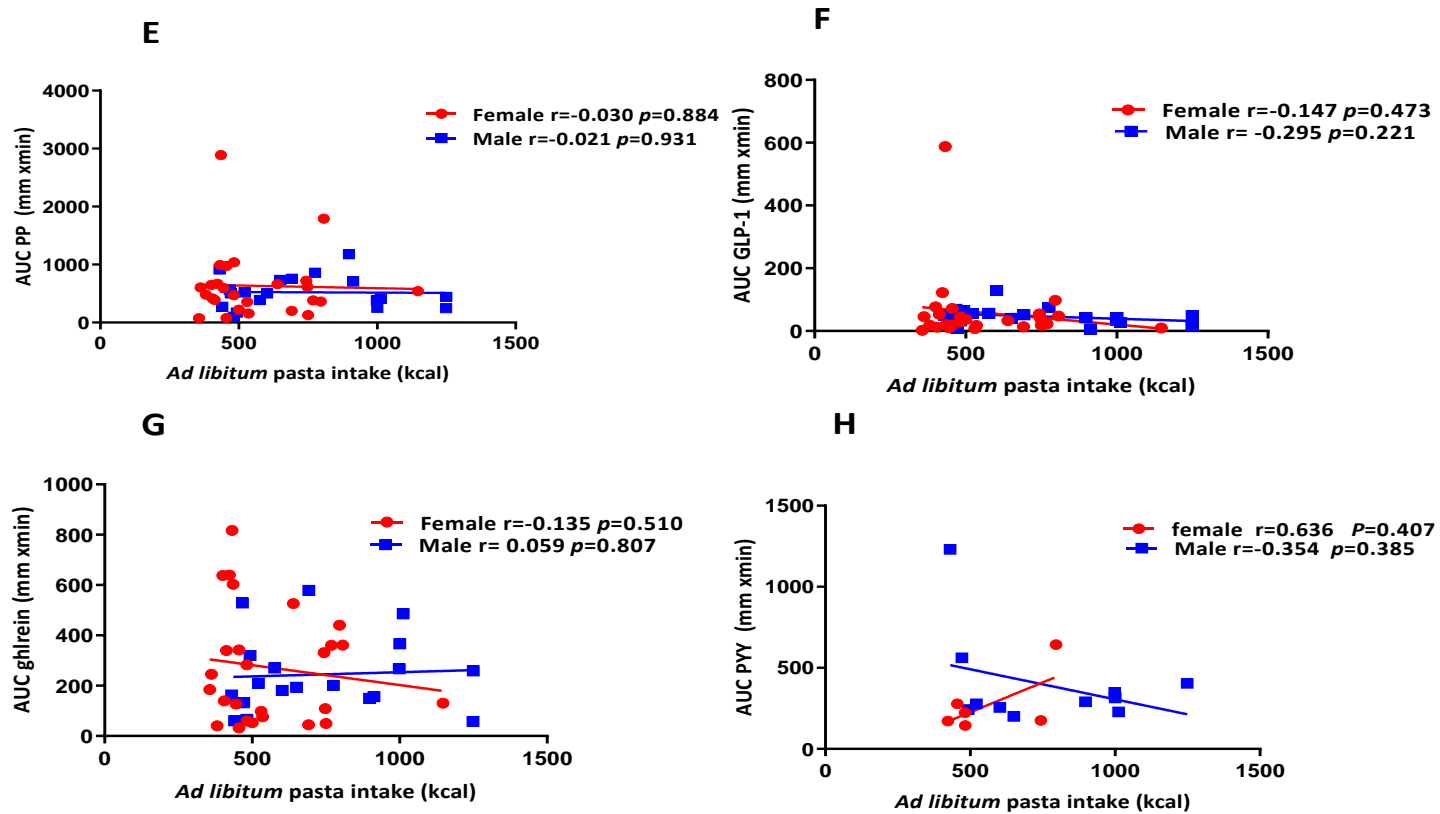 E
AUC PP (mm xmin)
4000
3000
2000
1000
0
0
500
1000
1500
Female r=-0.030 p=0.884
Male r=-0.021 p=0.931
Ad libitum pasta intake (kcal)
F
AUC GLP-1 (mm xmin)
800
600
400
200
0
0
500
1000
1500
Female r=-0.147 p=0.473
Male r= -0.295 p=0.221
Ad libitum pasta intake (kcal)
G
AUC ghlrein (mm xmin)
1000
800
600
400
200
0
0
500
1000
1500
Female r=-0.135 p=0.510
Male r= 0.059 p=0.807
Ad libitum pasta intake (kcal)
H
AUC PYY (mm xmin)
1500
1000
500
0
0
500
1000
1500
female r=0.636 P=0.407
Male r=-0.354 p=0.385
Ad libitum pasta intake (kcal)